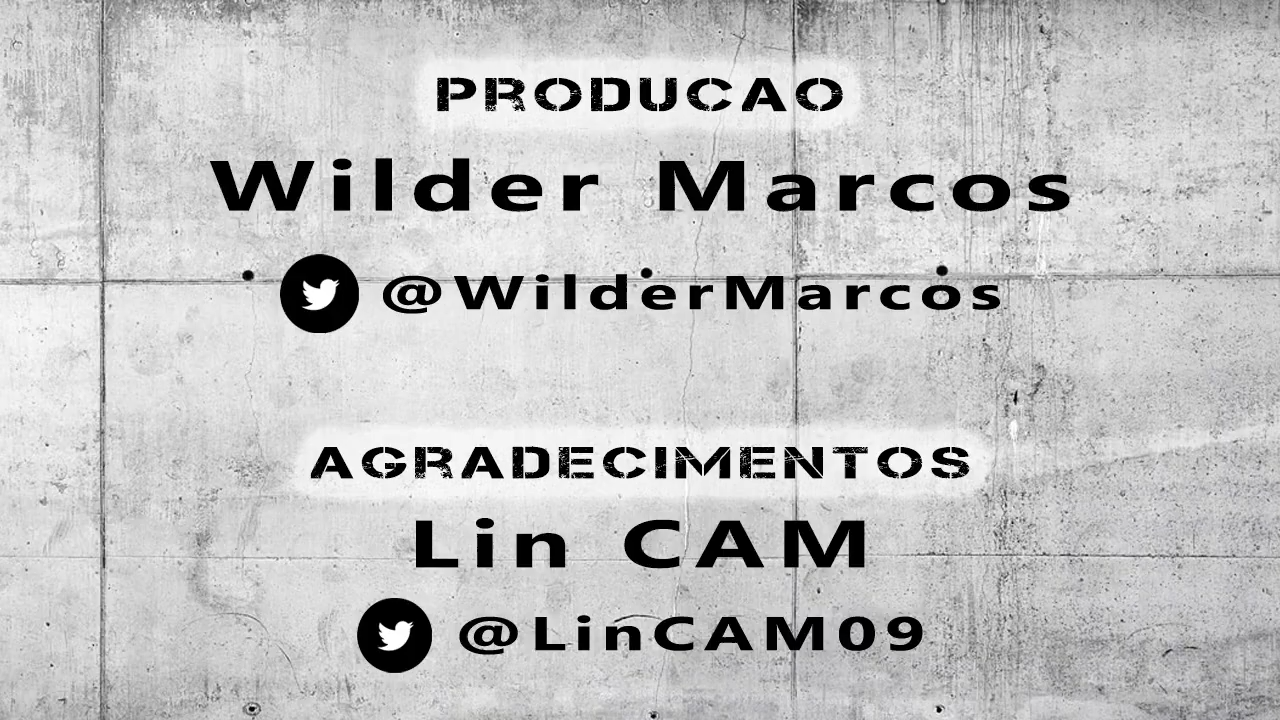 PRODUCAO
Wilder Marcos
@WilderMarcos
AGRADECIMENTOS
Lin CAM
@LinCAM09